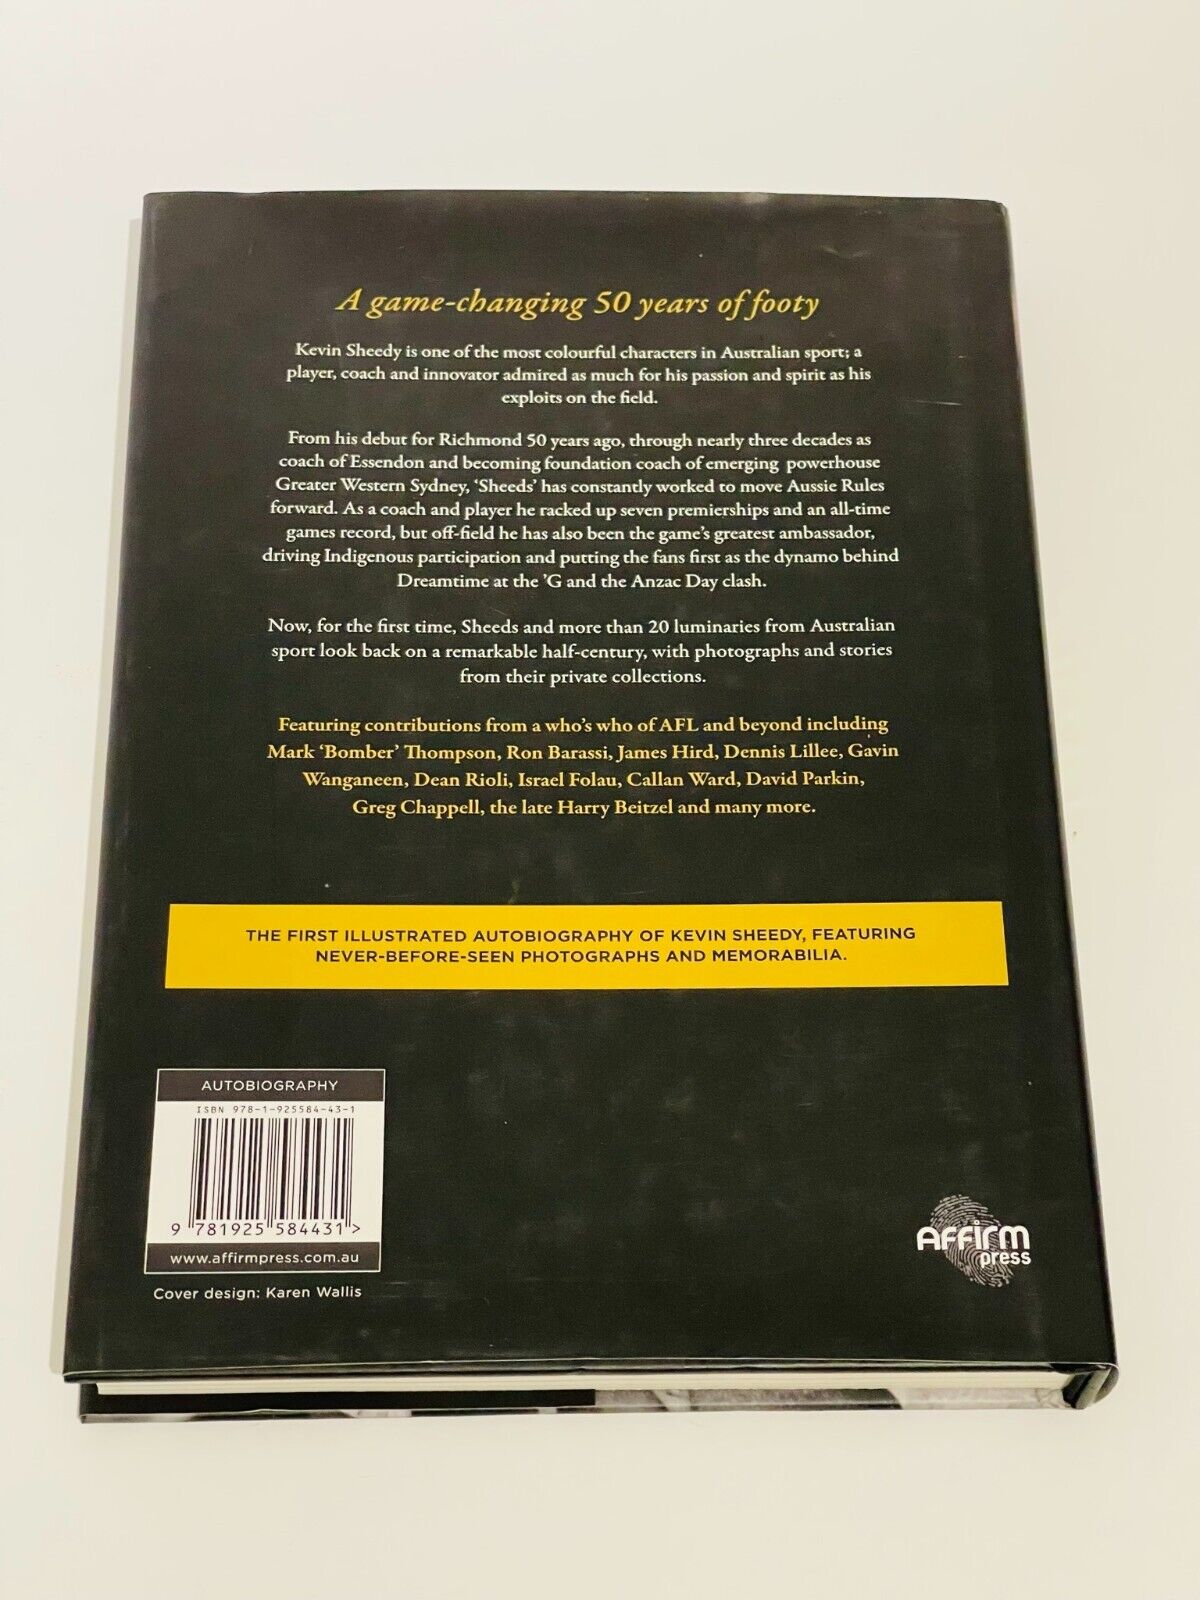 A game-changing 50 years of footy
Kevin Sheedy is one of the most colourful characters in Australian sport; a
player, coach and innovator admired as much for his passion and spirit as his
exploits on the field.
From his debut for Richmond 50 years ago, through nearly three decades as
coach of Essendon and becoming foundation coach of emerging powerhouse
Greater Western Sydney, ‘Sheeds’ has constantly worked to move Aussie Rules
forward. As a coach and player he racked up seven premierships and an all-time
games record, but off-field he has also been the game’s greatest ambassador,
driving Indigenous participation and putting the fans first as the dynamo behind
Dreamtime at the ’G and the Anzac Day clash.
Now, for the first time, Sheeds and more than 20 luminaries from Australian
sport look back on a remarkable half-century, with photographs and stories
from their private collections.
Featuring contributions from a who’s who of AFL and beyond including
Mark ‘Bomber’ Thompson, Ron Barassi, James Hird, Dennis Lillee, Gavin
Wanganeen, Dean Rioli, Israel Folau, Callan Ward, David Parkin,
Greg Chappell, the late Harry Beitzel and many more.
THE FIRST ILLUSTRATED AUTOBIOGRAPHY OF KEVIN SHEEDY, FEATURING
NEVER-BEFORE-SEEN PHOTOGRAPHS AND MEMORABILIA.
AUTOBIOGRAPHY
ISBN 978-1-925584-43-1
9 781925 584431 >
www.affirmpress.com.au
Cover design: Karen Wallis
Affirm
press